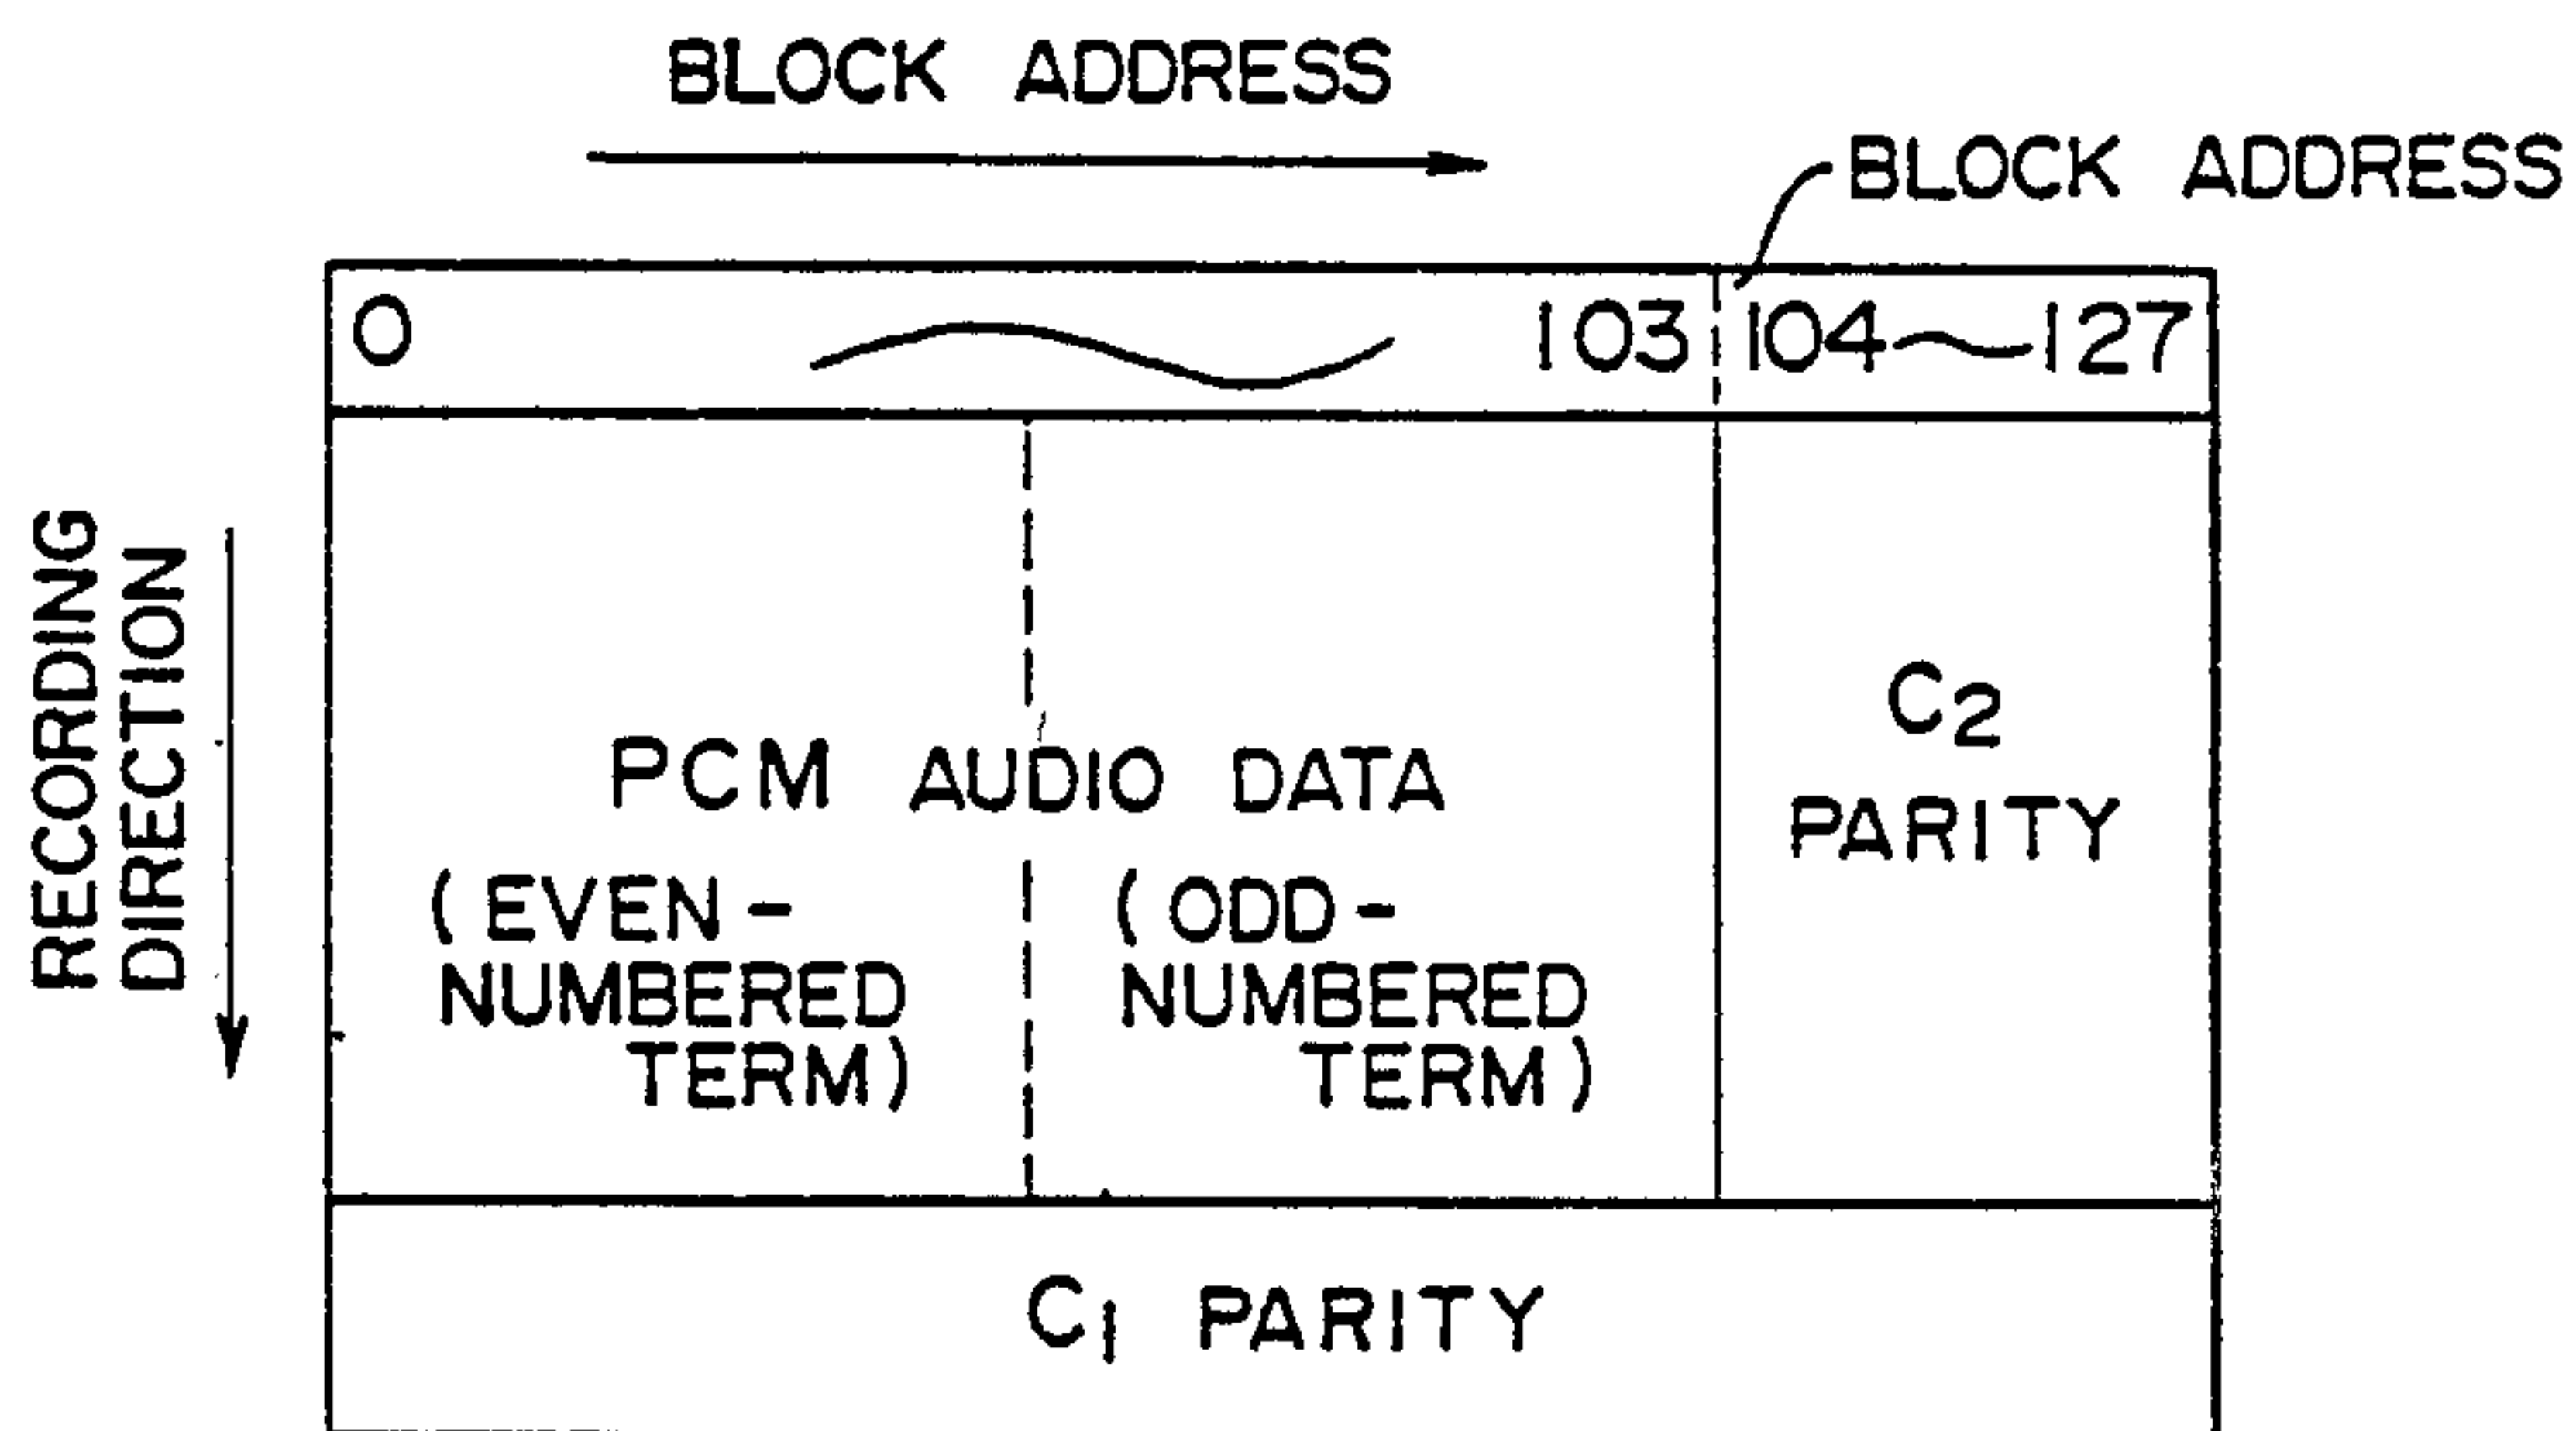 BLOCK ADDRESS
BLOCK ADDRESS
0 103 104~127
RECORDING
DIRECTION
PCM AUDIO DATA
(EVEN-
NUMBERED
TERM)
(ODD-
NUMBERED
TERM)
C2
PARITY
C1 PARITY